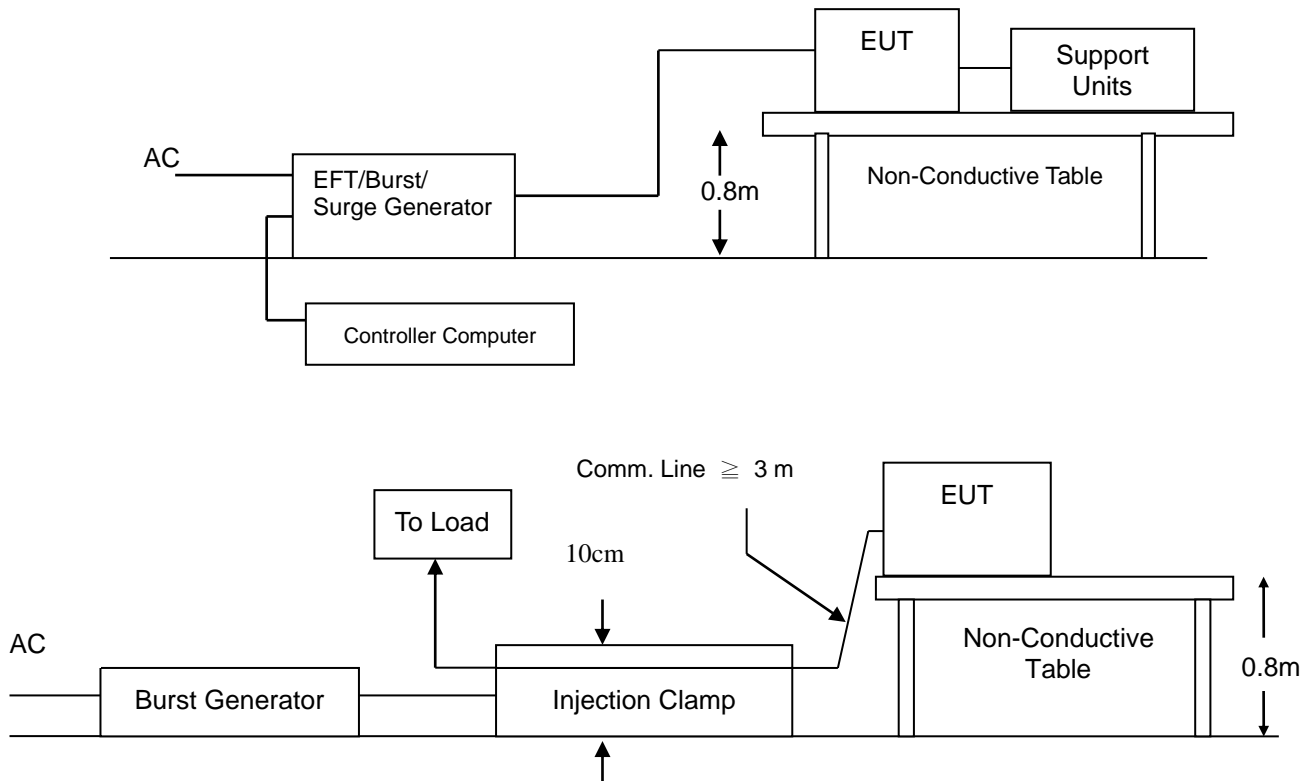 EUT
Support
Units
AC
EFT/Burst/
Surge Generator
0.8m
Non-Conductive Table
Controller Computer
Comm. Line ≧ 3 m
EUT
To Load
10cm
AC
Non-Conductive
Table
0.8m
Burst Generator
Injection Clamp